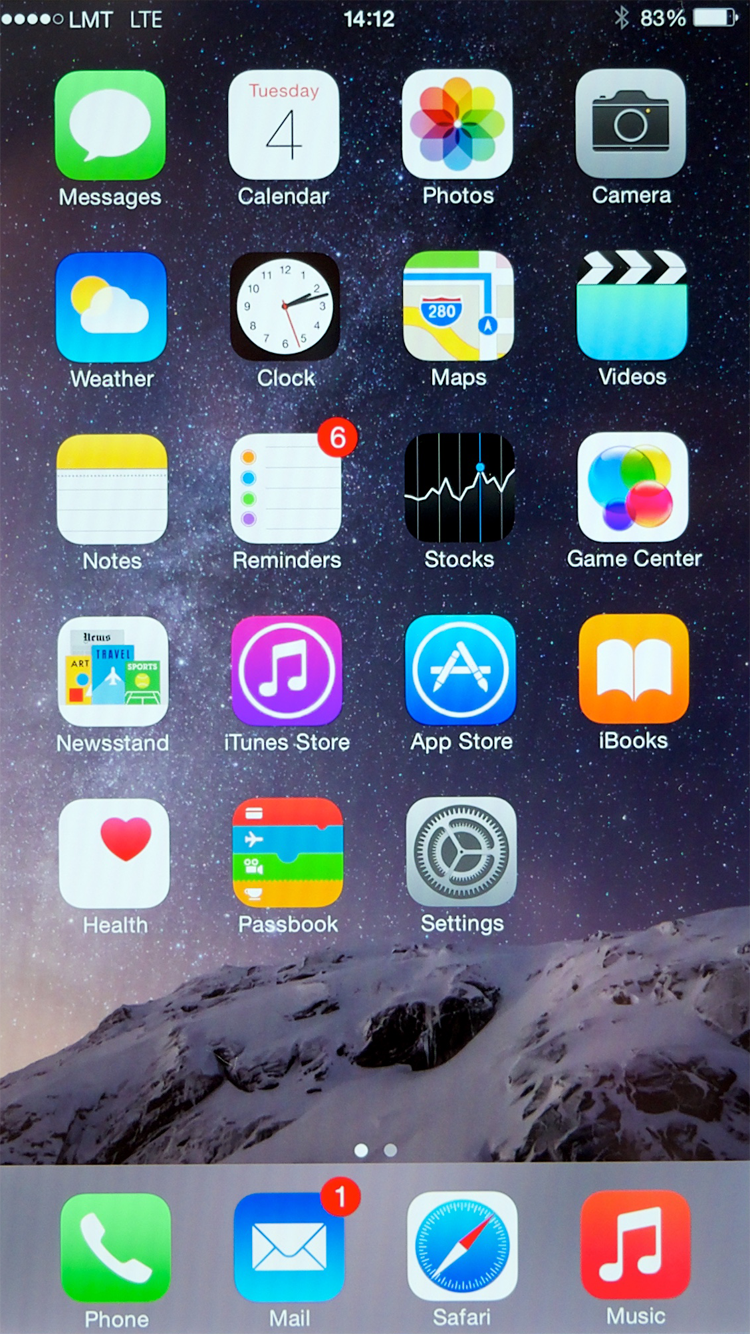 LMT LTE 14:12 83%
Tuesday
4
Messages Calendar Photos Camera
12
11 1
10 2
280
9 3
A
8 4
7 5
6
Weather Clock Maps Videos
6
Notes Reminders Stocks Game Center
News
TRAVEL
ART SPORTS
Newsstand iTunes Store App Store iBooks
Health Passbook Settings
1
Phone Mail Safari Music